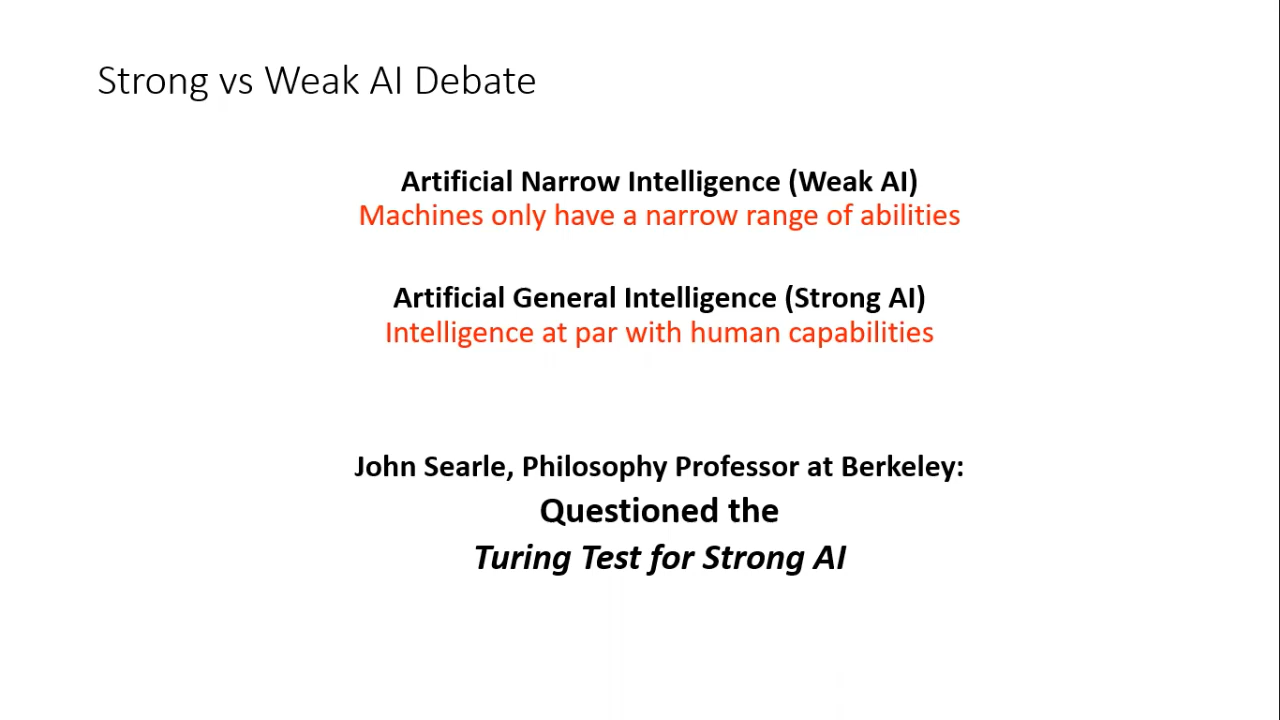 Strong vs Weak AI Debate
Artificial Narrow Intelligence (Weak AI)
Machines only have a narrow range of abilities
Artificial General Intelligence (Strong AI)
Intelligence at par with human capabilities
John Searle, Philosophy Professor at Berkeley:
Questioned the
Turing Test for Strong AI